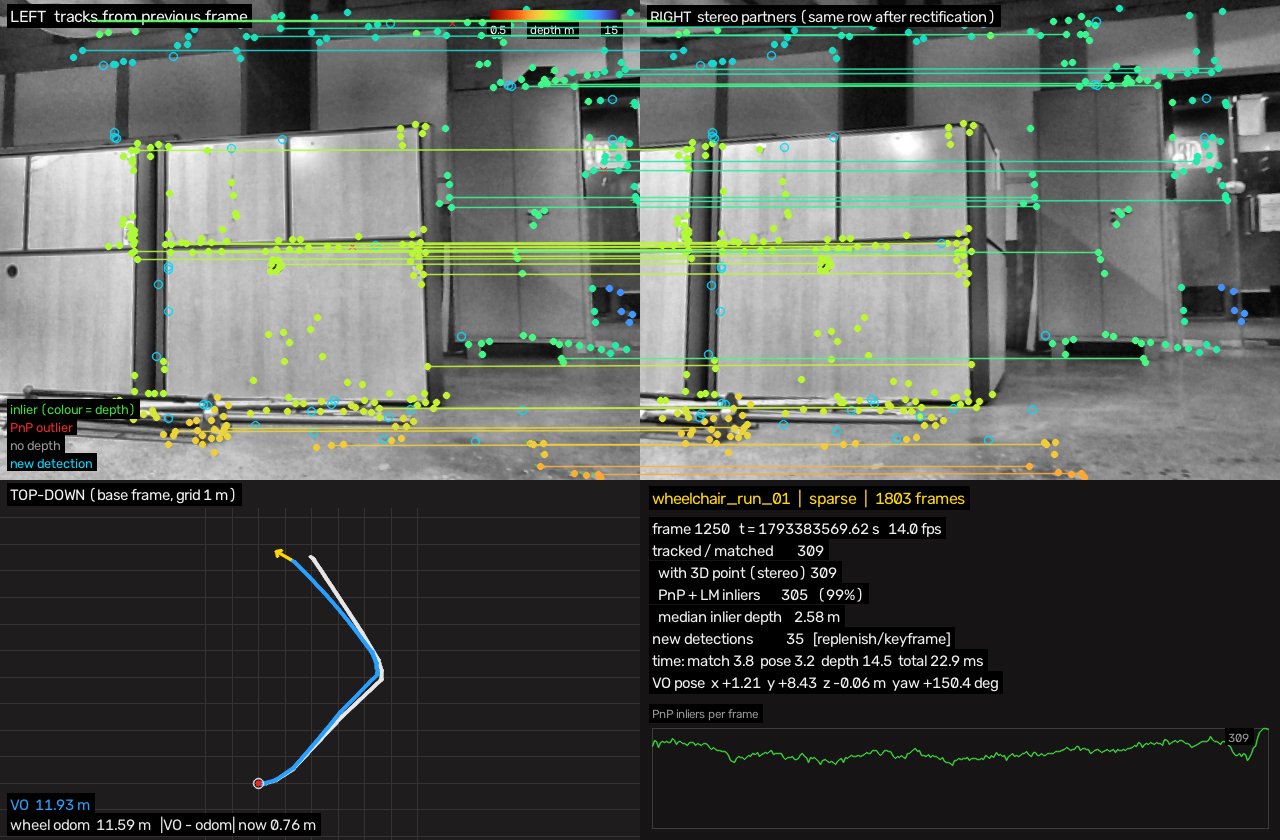 LEFT tracks from previous frame
0.5 depth m 15
RIGHT stereo partners (same row after rectification)
inlier (colour = depth)
PnP outlier
no depth
new detection
TOP-DOWN (base frame, grid 1 m)
VO 11.93 m
wheel odom 11.59 m |VO - odom| now 0.76 m
wheelchair_run_01 | sparse | 1803 frames
frame 1250 t = 1793383569.62 s 14.0 fps
tracked / matched 309
with 3D point (stereo) 309
PnP + LM inliers 305 (99%)
median inlier depth 2.58 m
new detections 35 [replenish/keyframe]
time: match 3.8 pose 3.2 depth 14.5 total 22.9 ms
VO pose x +1.21 y +8.43 z -0.06 m yaw +150.4 deg
PnP inliers per frame
309